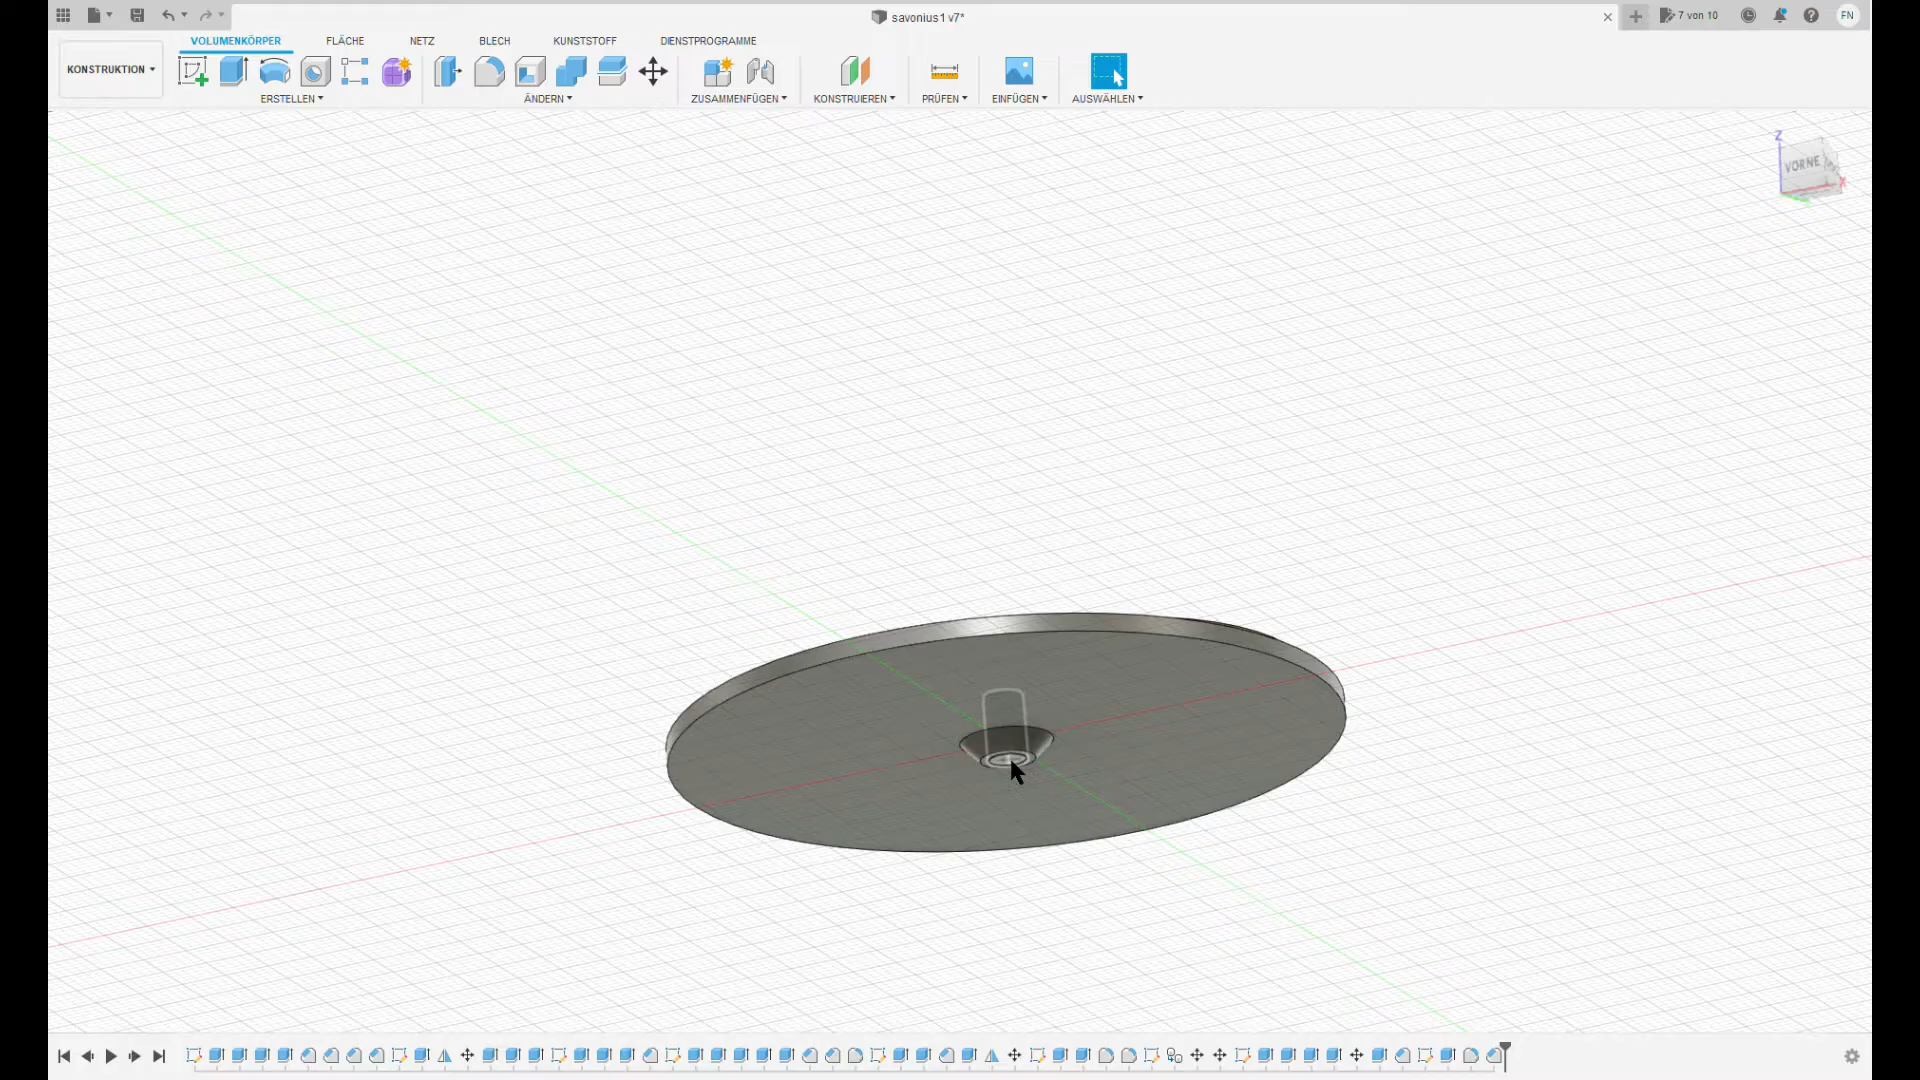 savonius1 v7*
7 von 10
FN
KONSTRUKTION
VOLUMENKÖRPER
FLÄCHE
NETZ
BLECH
KUNSTSTOFF
DIENSTPROGRAMME
ERSTELLEN
ÄNDERN
ZUSAMMENFÜGEN
KONSTRUIEREN
PRÜFEN
EINFÜGEN
AUSWÄHLEN
Z
VORNE
X